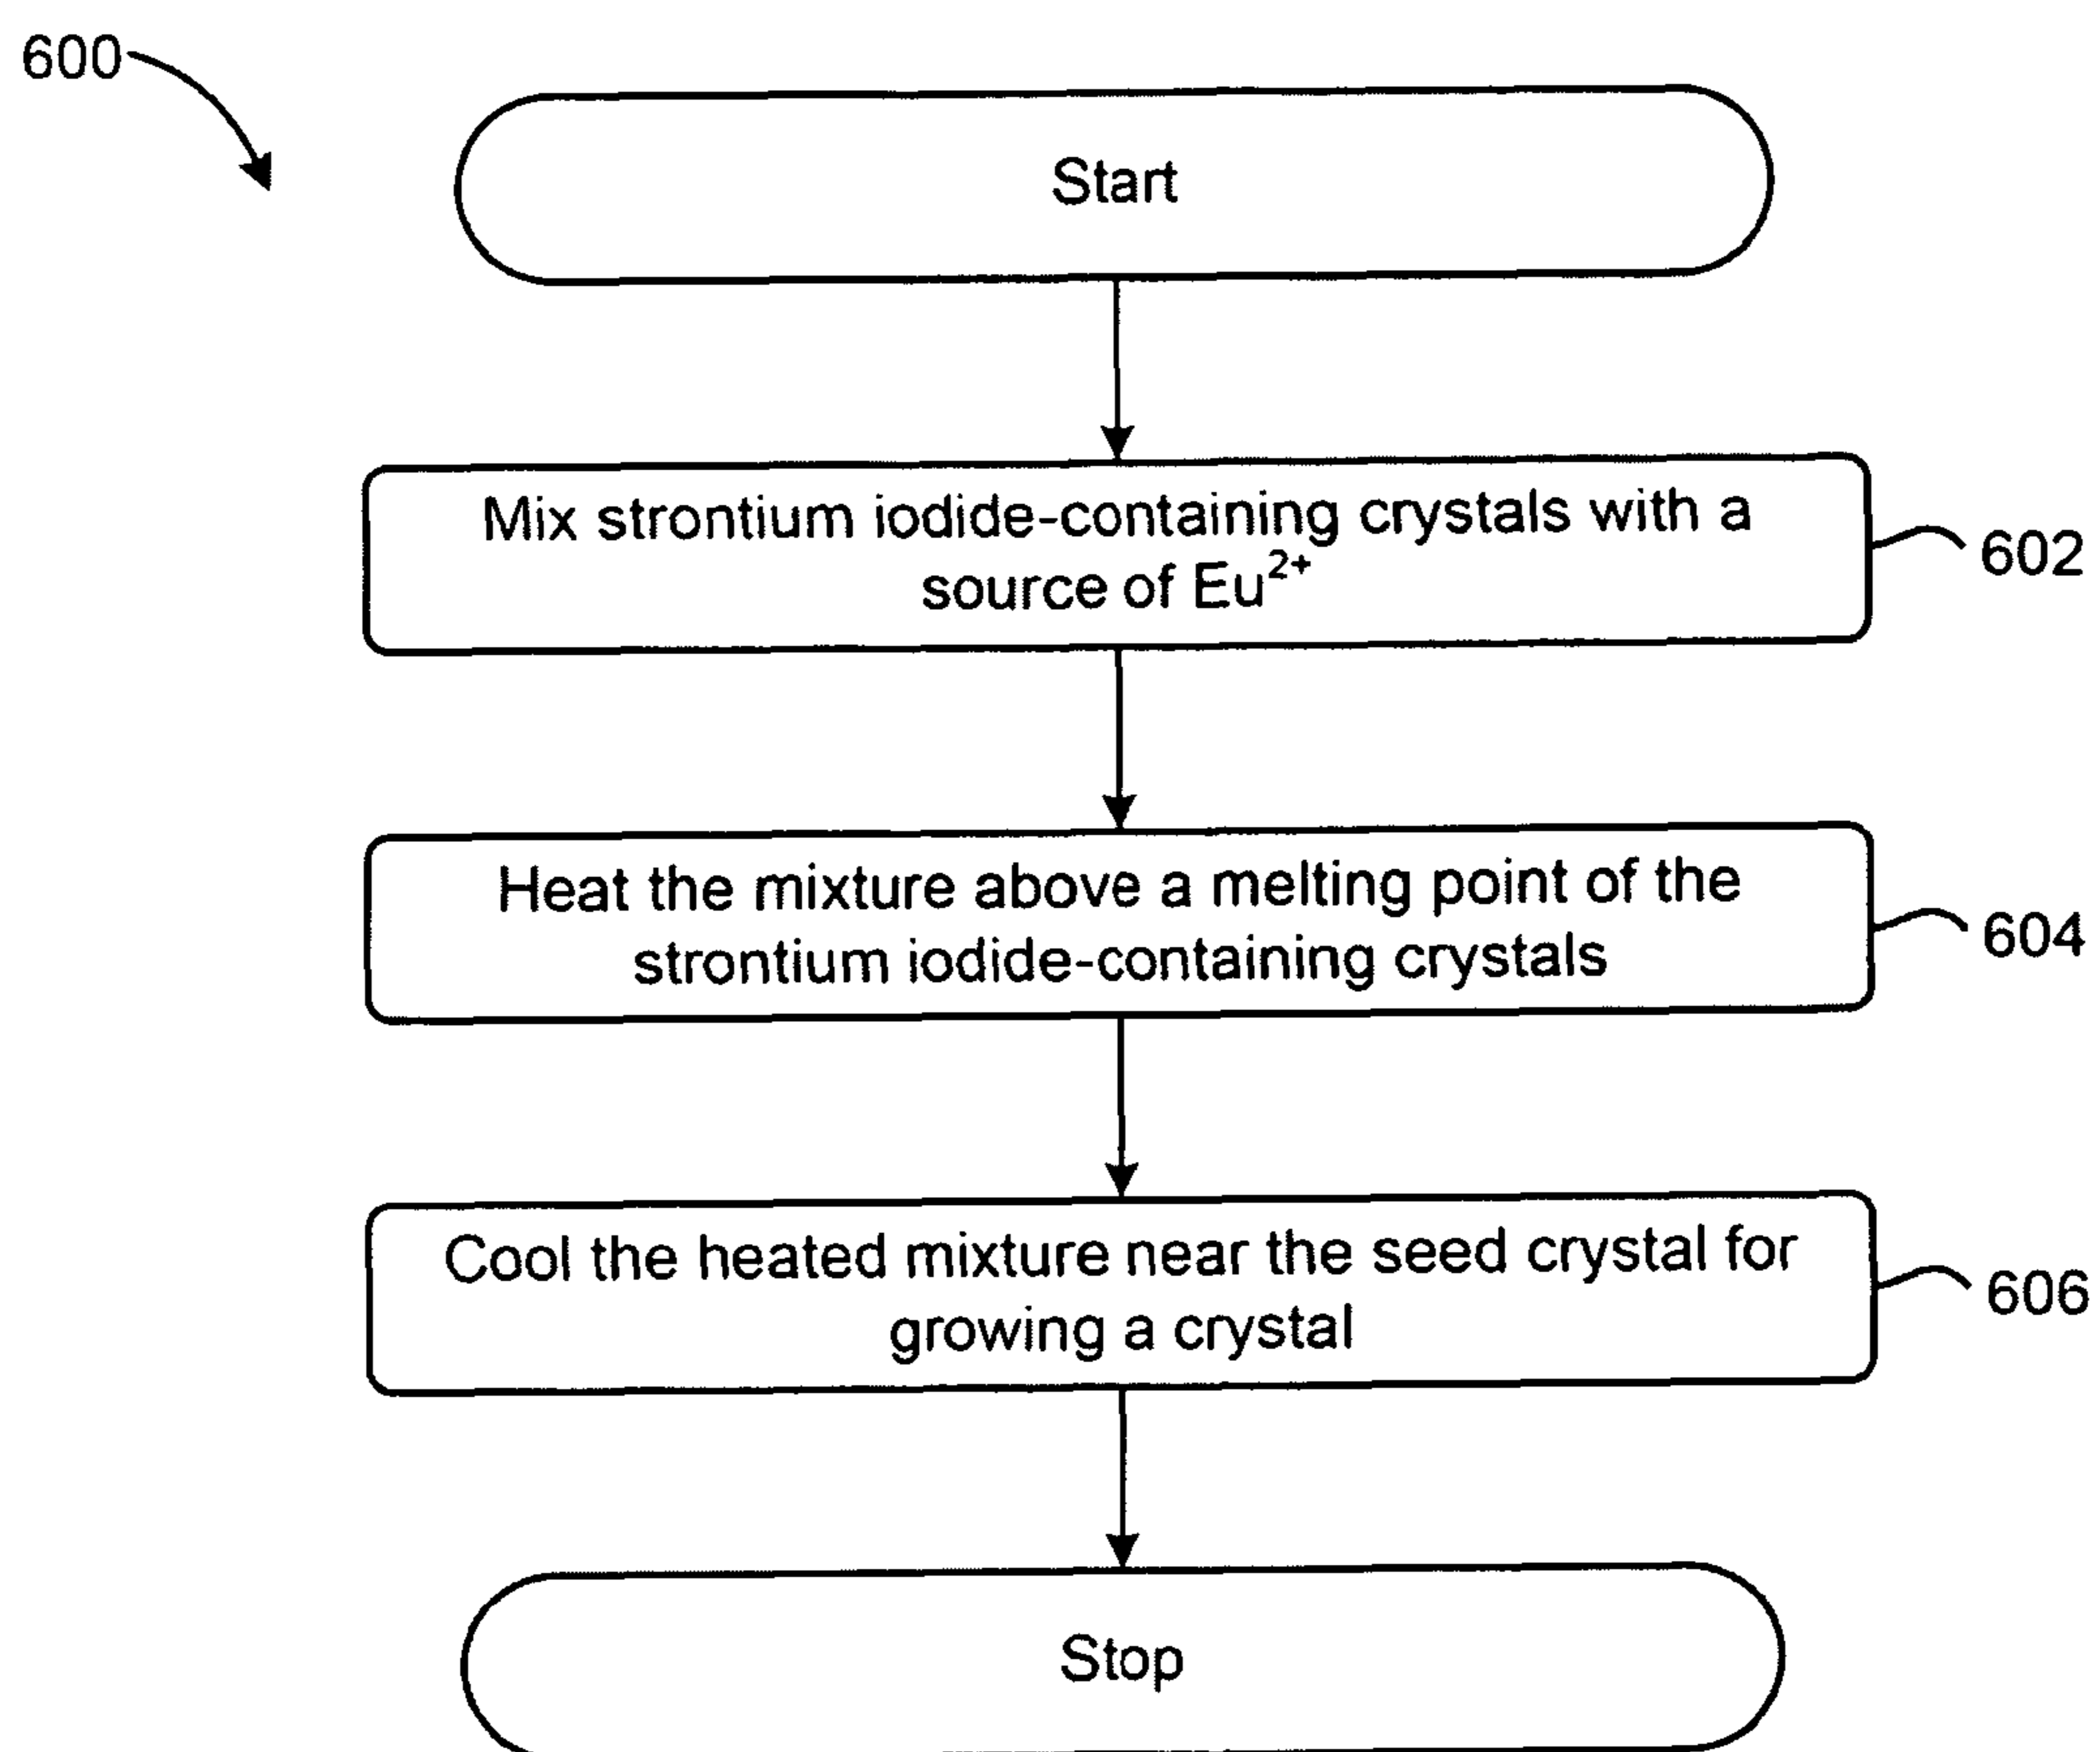 600
Start
Mix strontium iodide-containing crystals with a
source of Eu²⁺
602
Heat the mixture above a melting point of the
strontium iodide-containing crystals
604
Cool the heated mixture near the seed crystal for
growing a crystal
606
Stop